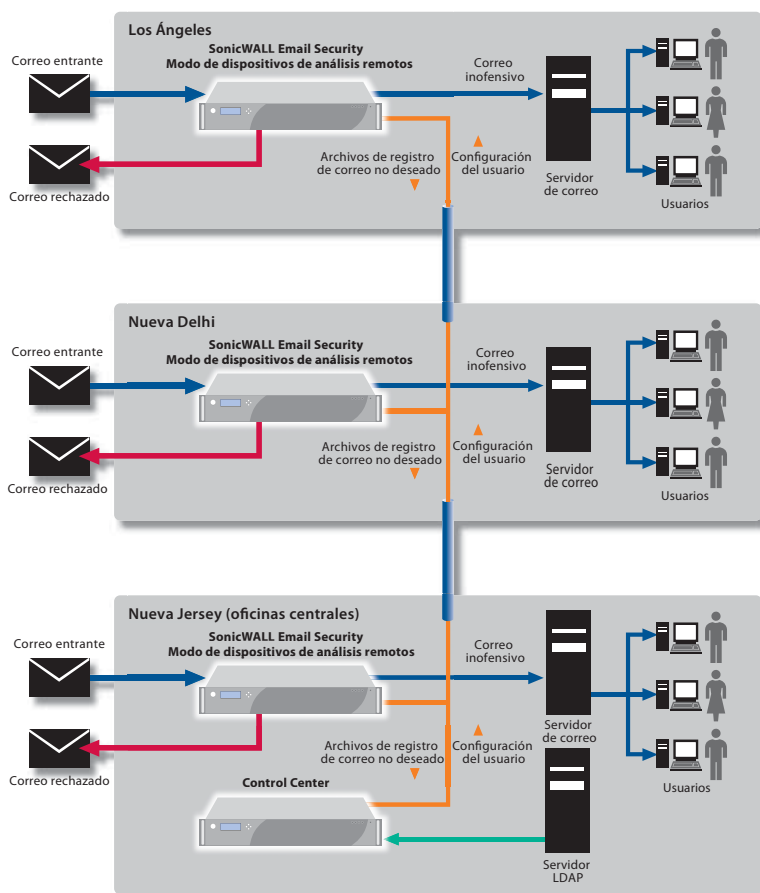 Los Ángeles
SonicWALL Email Security
Modo de dispositivos de análisis remotos
Correo entrante
Correo
inofensivo
Correo rechazado
Archivos de registro
de correo no deseado
Configuración
del usuario
Servidor
de correo
Usuarios
Nueva Delhi
SonicWALL Email Security
Modo de dispositivos de análisis remotos
Correo entrante
Correo
inofensivo
Correo rechazado
Archivos de registro
de correo no deseado
Configuración
del usuario
Servidor
de correo
Usuarios
Nueva Jersey (oficinas centrales)
SonicWALL Email Security
Modo de dispositivos de análisis remotos
Correo entrante
Correo
inofensivo
Correo rechazado
Archivos de registro
de correo no deseado
Configuración
del usuario
Servidor
de correo
Usuarios
Control Center
Servidor
LDAP